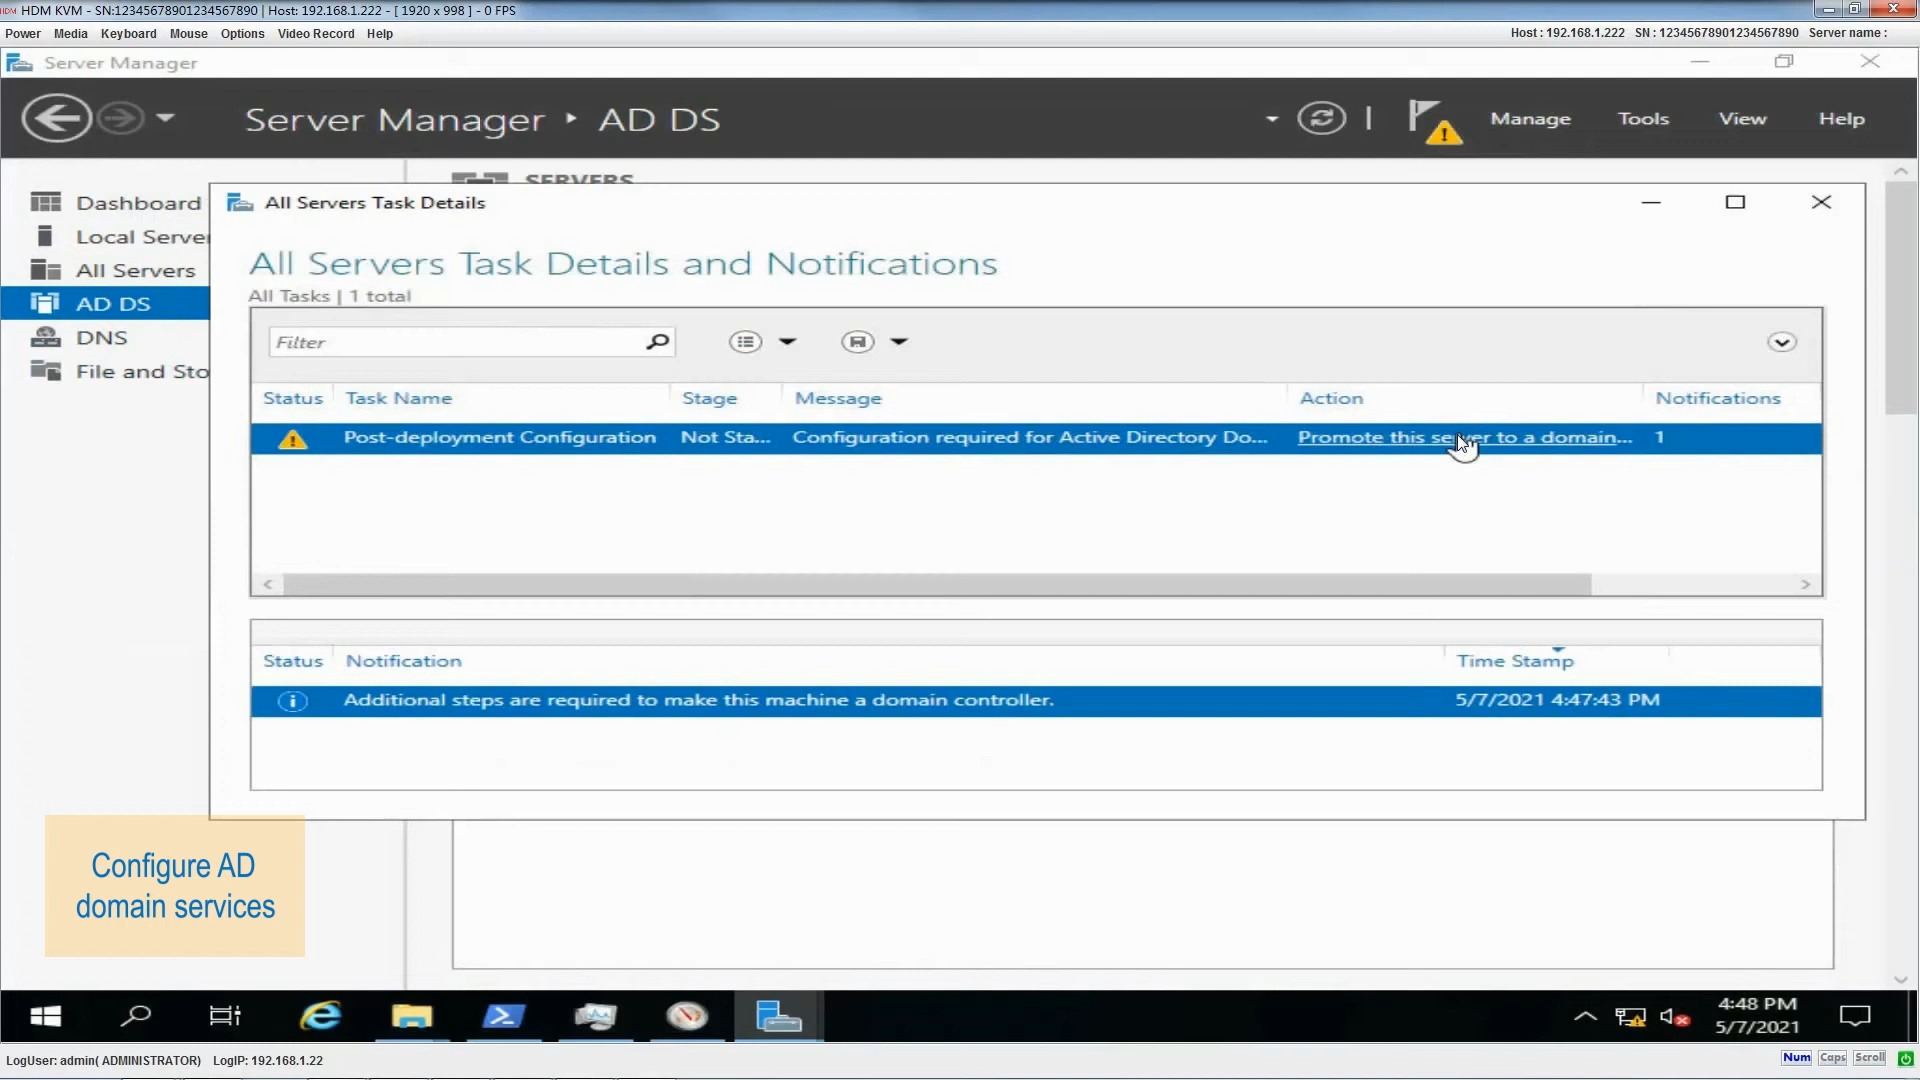 HDM KVM - SN:12345678901234567890 | Host: 192.168.1.222 - [ 1920 x 998 ] - 0 FPS
Power Media Keyboard Mouse Options Video Record Help
Host : 192.168.1.222 SN : 12345678901234567890 Server name :
Server Manager
Server Manager ‣ AD DS
Manage Tools View Help
SERVERS
Dashboard
Local Server
All Servers
AD DS
DNS
File and Sto
All Servers Task Details
All Servers Task Details and Notifications
All Tasks | 1 total
Filter
Status Task Name Stage Message Action Notifications
Post-deployment Configuration Not Sta... Configuration required for Active Directory Do... Promote this server to a domain... 1
Status Notification Time Stamp
Additional steps are required to make this machine a domain controller. 5/7/2021 4:47:43 PM
Configure AD
domain services
4:48 PM
5/7/2021
LogUser: admin( ADMINISTRATOR) LogIP: 192.168.1.22
Num Caps Scroll